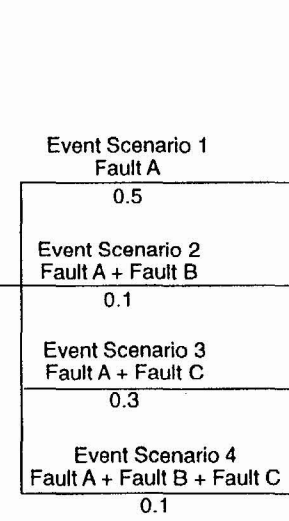 Event Scenario 1
Fault A
0.5
Event Scenario 2
Fault A + Fault B
0.1
Event Scenario 3
Fault A + Fault C
0.3
Event Scenario 4
Fault A + Fault B + Fault C
0.1